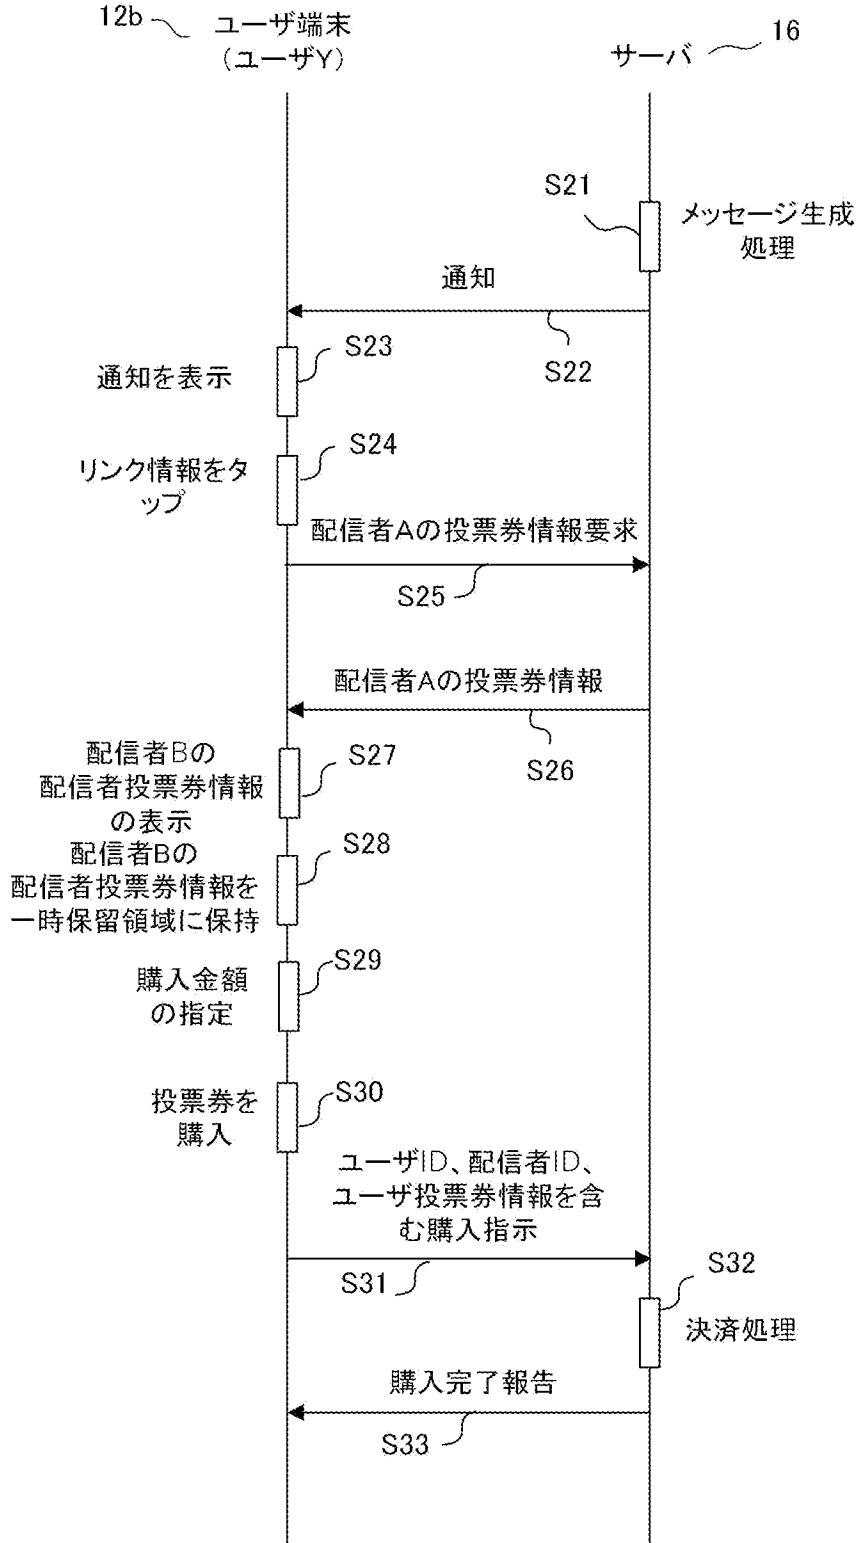 12b
ユーザ端末
（ユーザY）
サーバ
16
S21
メッセージ生成
処理
通知
S22
S23
通知を表示
S24
リンク情報をタ
ップ
配信者Aの投票券情報要求
S25
配信者Aの投票券情報
S26
S27
配信者Bの
配信者投票券情報
の表示
S28
配信者Bの
配信者投票券情報を
一時保留領域に保持
S29
購入金額
の指定
S30
投票券を
購入
ユーザID、配信者ID、
ユーザ投票券情報を含
む購入指示
S31
S32
決済処理
購入完了報告
S33